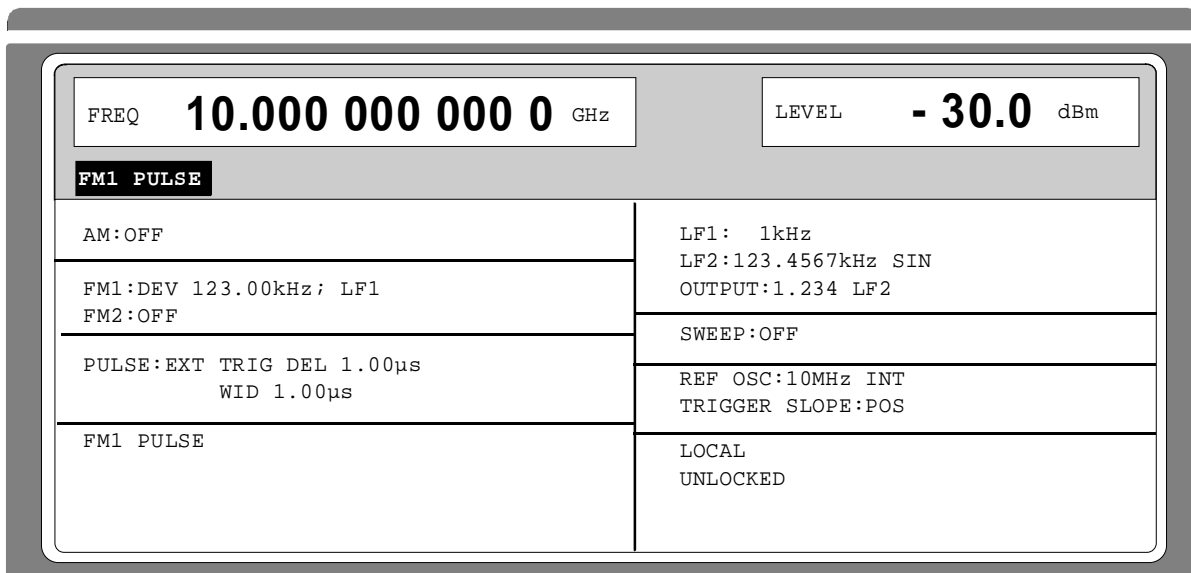 FREQ 10.000 000 000 0 GHz
LEVEL - 30.0 dBm
FM1 PULSE
AM:OFF
FM1:DEV 123.00kHz; LF1
FM2:OFF
PULSE:EXT TRIG DEL 1.00µs
WID 1.00µs
FM1 PULSE
LF1: 1kHz
LF2:123.4567kHz SIN
OUTPUT:1.234 LF2
SWEEP:OFF
REF OSC:10MHz INT
TRIGGER SLOPE:POS
LOCAL
UNLOCKED